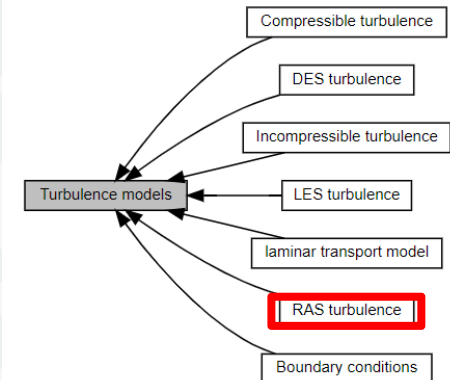 Compressible turbulence
DES turbulence
Incompressible turbulence
Turbulence models
LES turbulence
laminar transport model
RAS turbulence
Boundary conditions